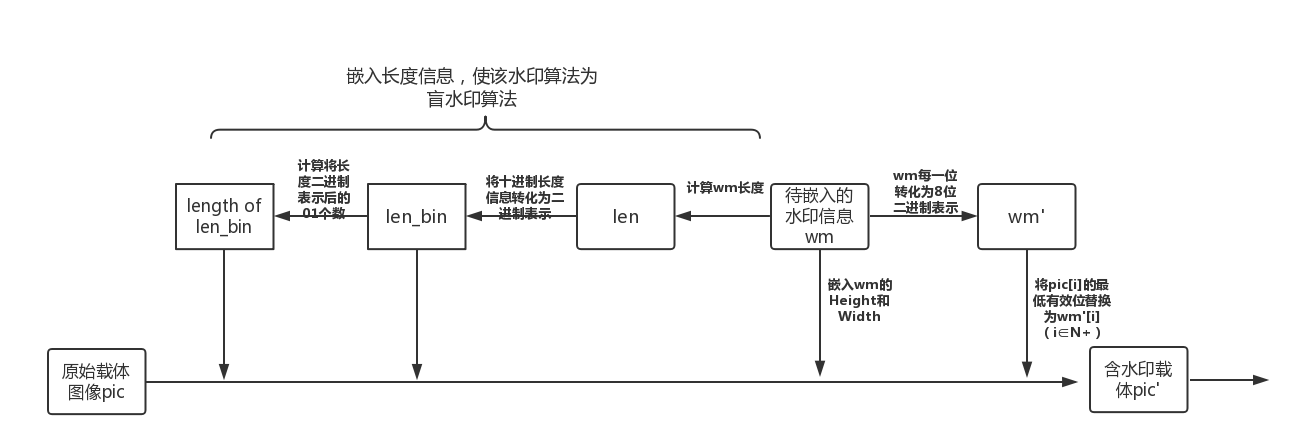 嵌入长度信息，使该水印算法为
盲水印算法
计算将长
度二进制
表示后的
01个数
将十进制长度
信息转化为二
进制表示
计算wm长度
wm每一位
转化为8位
二进制表示
length of
len_bin
len_bin
len
待嵌入的
水印信息
wm
wm'
嵌入wm的
Height和
Width
将pic[i]的最
低有效位替换
为wm'[i]
（i∈N+）
原始载体
图像pic
含水印载
体pic'